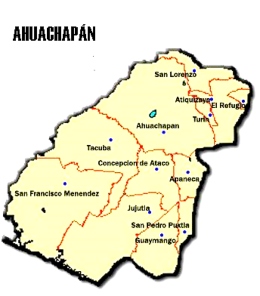 AHUACHAPÁN
San Lorenzo
Atiquizaya
El Refugio
Turin
Ahuachapan
Tacuba
Concepcion de Ataco
Apaneca
San Francisco Menendez
Jujutla
San Pedro Puxtla
Guaymango